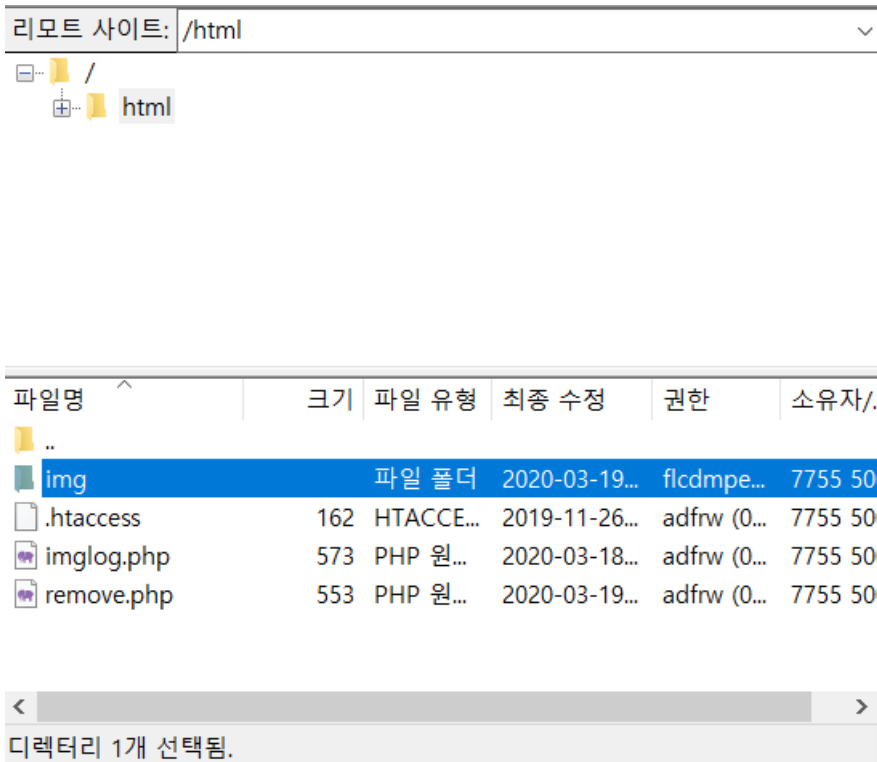 리모트 사이트: /html
/
html
파일명 크기 파일 유형 최종 수정 권한 소유자/.
..
img 파일 폴더 2020-03-19... flcdmpe... 7755 50
.htaccess 162 HTACCE... 2019-11-26... adfrw (0... 7755 50
imglog.php 573 PHP 원... 2020-03-18... adfrw (0... 7755 50
remove.php 553 PHP 원... 2020-03-19... adfrw (0... 7755 50
디렉터리 1개 선택됨.